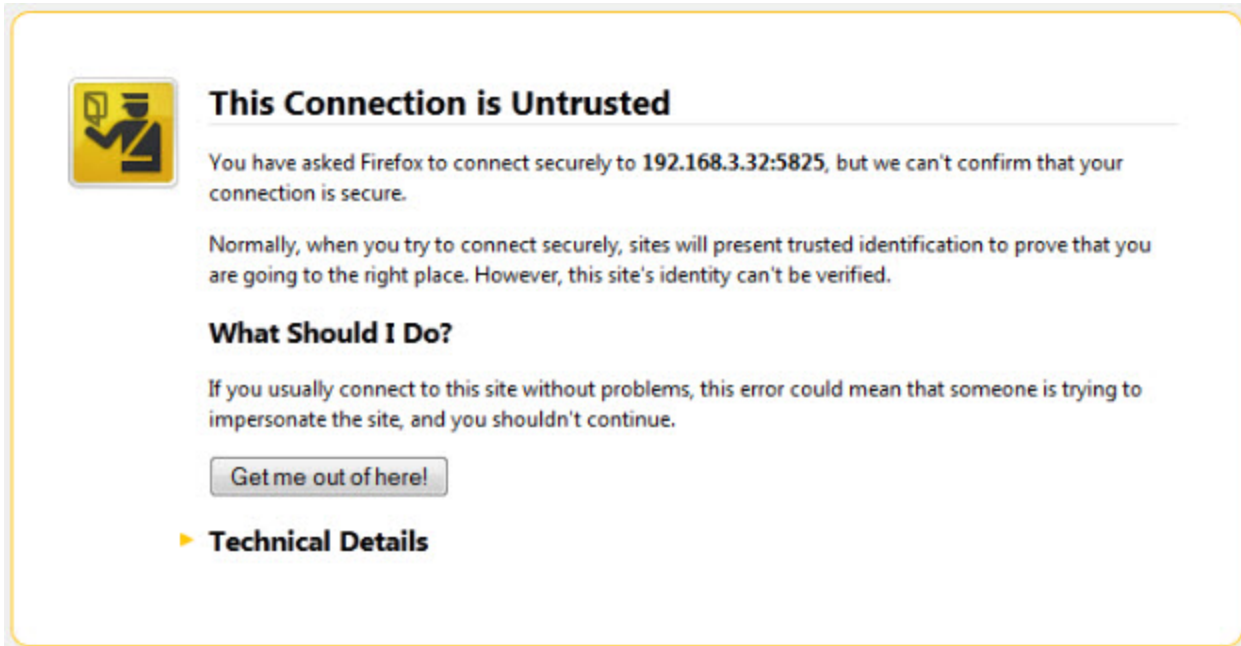 This Connection is Untrusted
You have asked Firefox to connect securely to 192.168.3.32:5825, but we can't confirm that your
connection is secure.
Normally, when you try to connect securely, sites will present trusted identification to prove that you
are going to the right place. However, this site's identity can't be verified.
What Should I Do?
If you usually connect to this site without problems, this error could mean that someone is trying to
impersonate the site, and you shouldn't continue.
Get me out of here!
Technical Details